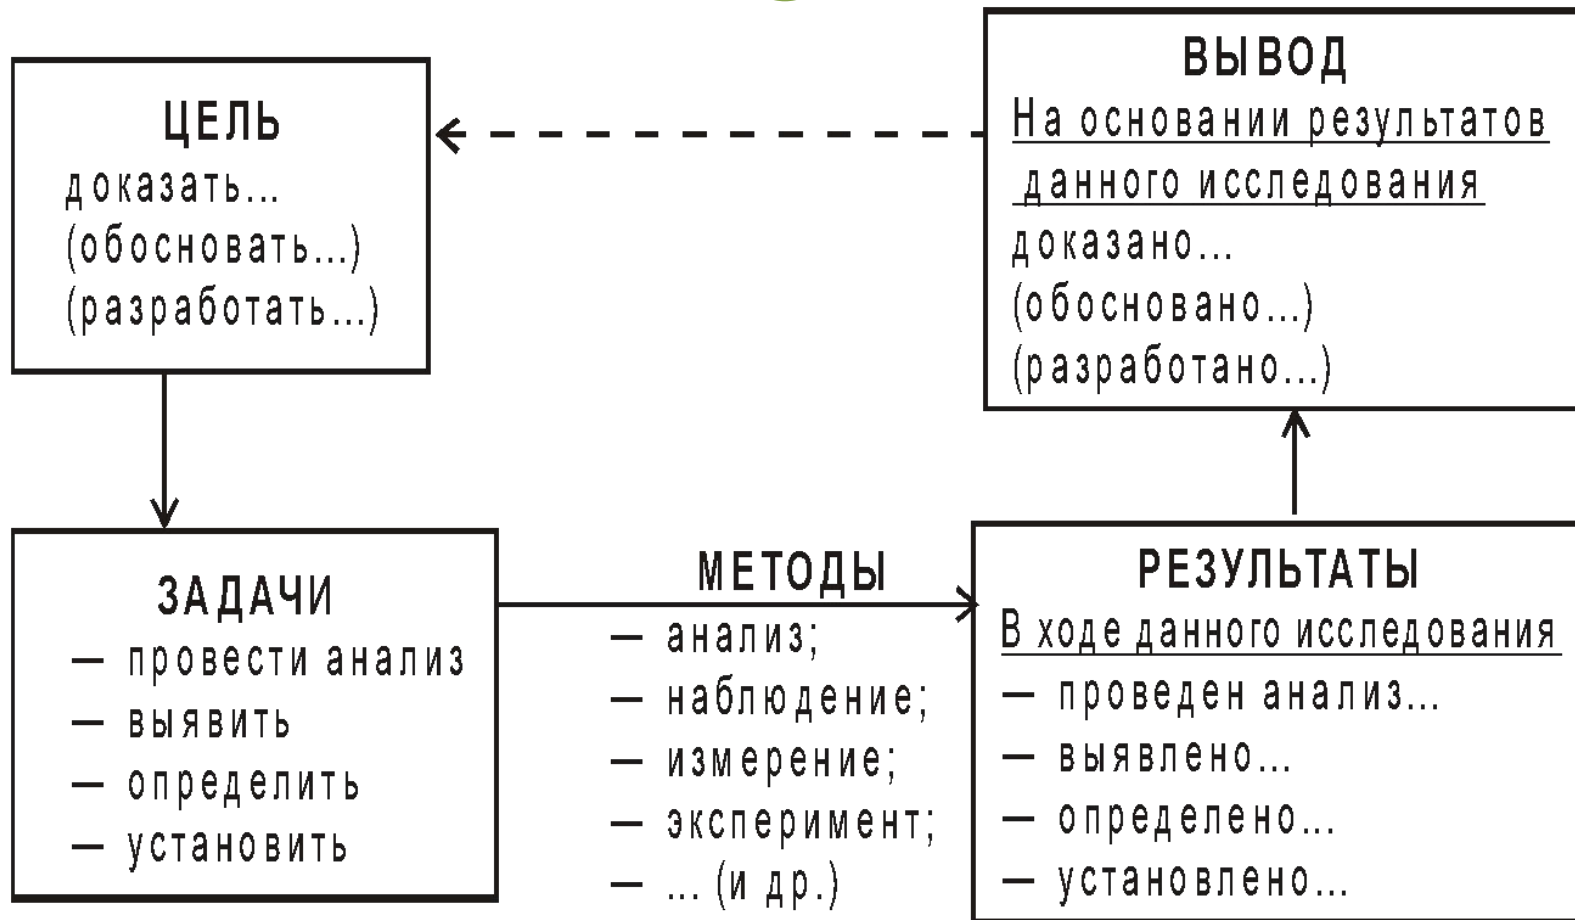 ЦЕЛЬ
доказать...
(обосновать...)
(разработать...)
ЗАДАЧИ
— провести анализ
— выявить
— определить
— установить
МЕТОДЫ
— анализ;
— наблюдение;
— измерение;
— эксперимент;
— ... (и др.)
РЕЗУЛЬТАТЫ
В ходе данного исследования
— проведен анализ...
— выявлено...
— определено...
— установлено...
ВЫВОД
На основании результатов
данного исследования
доказано...
(обосновано...)
(разработано...)